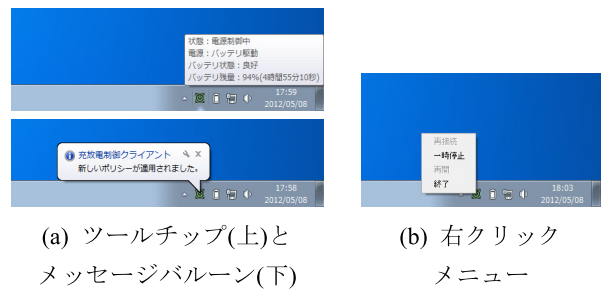 状態：電源制御中
電源：バッテリ駆動
バッテリ状態：良好
バッテリ残量：94%(4時間55分10秒)
17:59
2012/05/08
充放電制御クライアント
新しいポリシーが適用されました。
17:58
2012/05/08
(a) ツールチップ(上)と
メッセージバルーン(下)
再接続
一時停止
再開
終了
18:03
2012/05/08
(b) 右クリック
メニュー